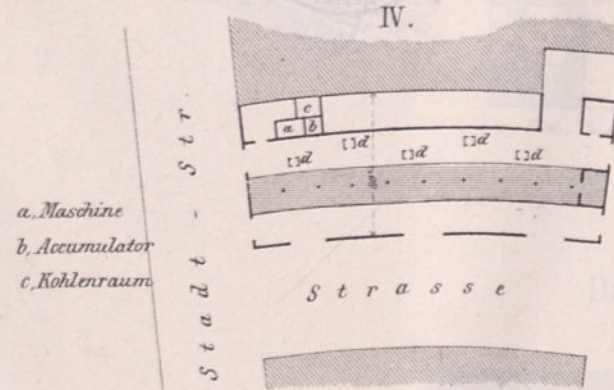 IV.
c
a b
d d
d d d
a, Maschine
b, Accumulator
c, Kohlenraum
Stadt - Str.
Strasse